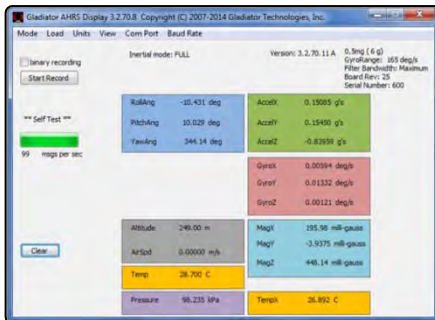 Gladiator AHRS Display 3.2.70.8 Copyright (C) 2007-2014 Gladiator Technologies, Inc.
Mode Load Units View Com Port Baud Rate
binary recording
Start Record
Inertial mode: FULL
Version: 3.2.70.11 A
0.5mg ( 6 g)
GyroRange: 165 deg/s
Filter Bandwidth: Maximum
Board Rev: 25
Serial Number: 600
** Self Test **
99 msgs per sec
Clear
RollAng -10.431 deg
PitchAng 10.029 deg
YawAng 344.14 deg
AccelX 0.15085 g's
AccelY 0.15450 g's
AccelZ -0.83959 g's
GyroX 0.00594 deg/s
GyroY 0.01332 deg/s
GyroZ 0.00121 deg/s
Altitude 249.00 m
AirSpd 0.00000 m/s
MagX 195.98 mili-gauss
MagY -3.9375 mili-gauss
MagZ 448.14 mili-gauss
Temp 28.700 C
Pressure 98.235 kPa
TempX 26.892 C